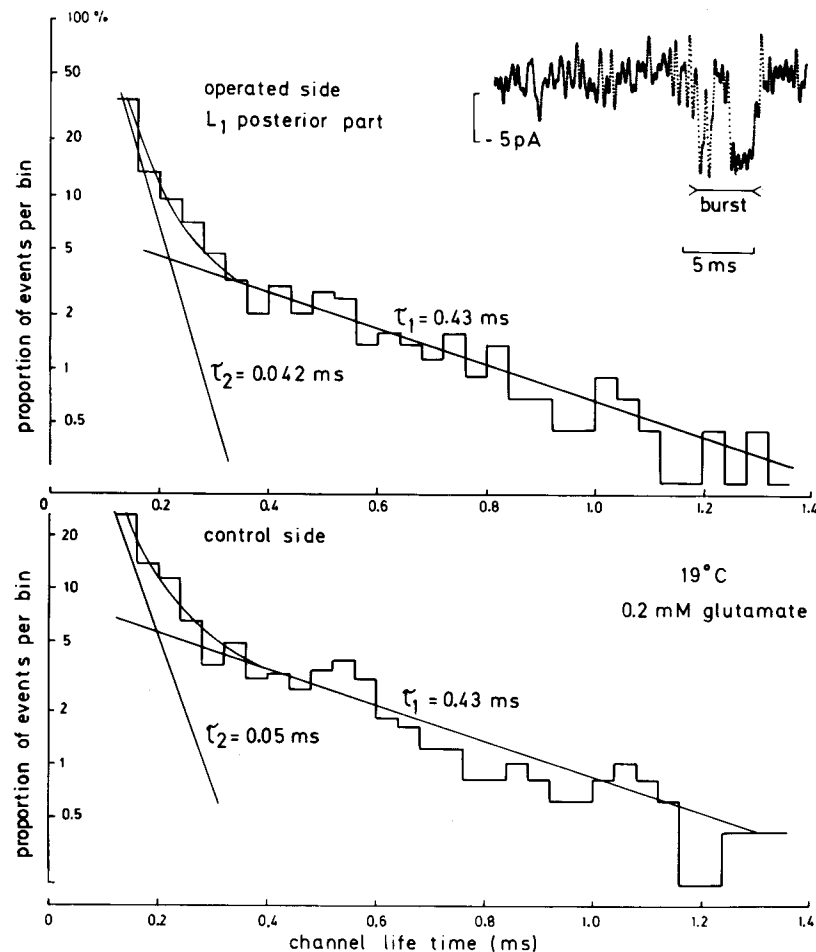 100 %
50
20
10
5
2
1
0.5
proportion of events per bin
operated side
L1 posterior part
- 5 pA
burst
5 ms
τ1 = 0.43 ms
τ2 = 0.042 ms
0 0.2 0.4 0.6 0.8 1.0 1.2 1.4
20
10
5
2
1
0.5
proportion of events per bin
control side
19°C
0.2 mM glutamate
τ1 = 0.43 ms
τ2 = 0.05 ms
0 0.2 0.4 0.6 0.8 1.0 1.2 1.4
channel life time (ms)